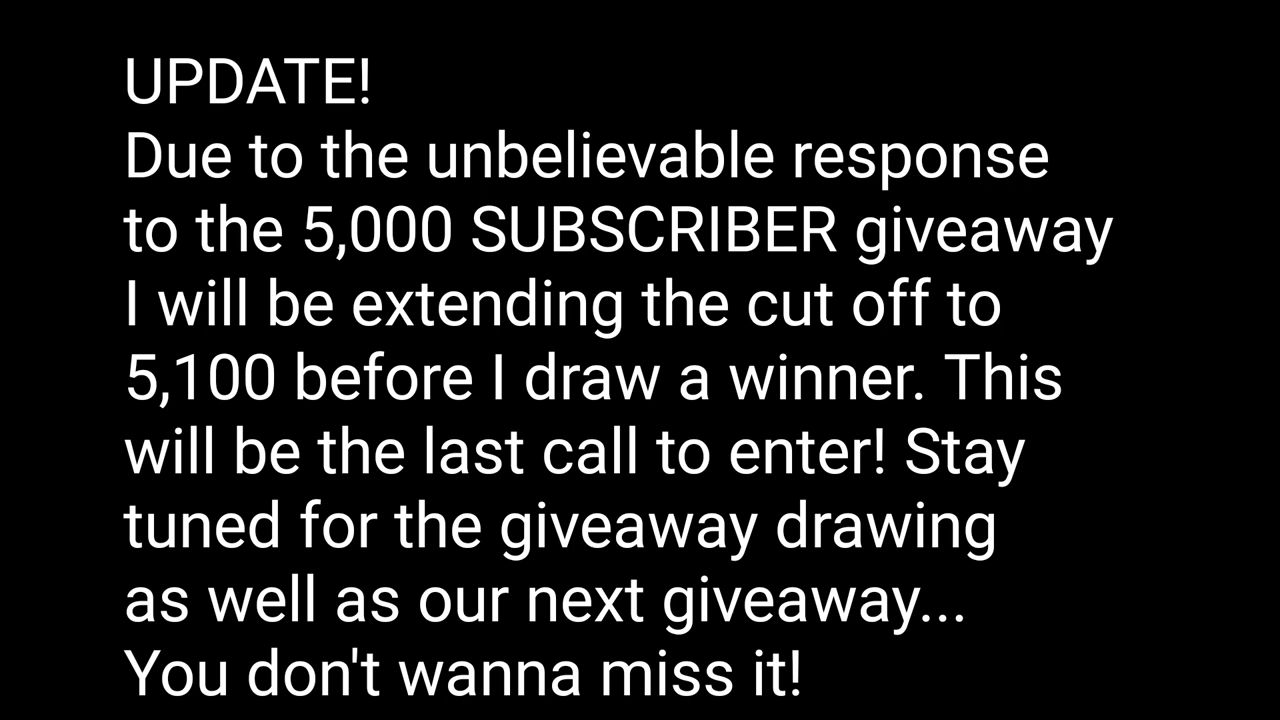 UPDATE!
Due to the unbelievable response
to the 5,000 SUBSCRIBER giveaway
I will be extending the cut off to
5,100 before I draw a winner. This
will be the last call to enter! Stay
tuned for the giveaway drawing
as well as our next giveaway...
You don't wanna miss it!